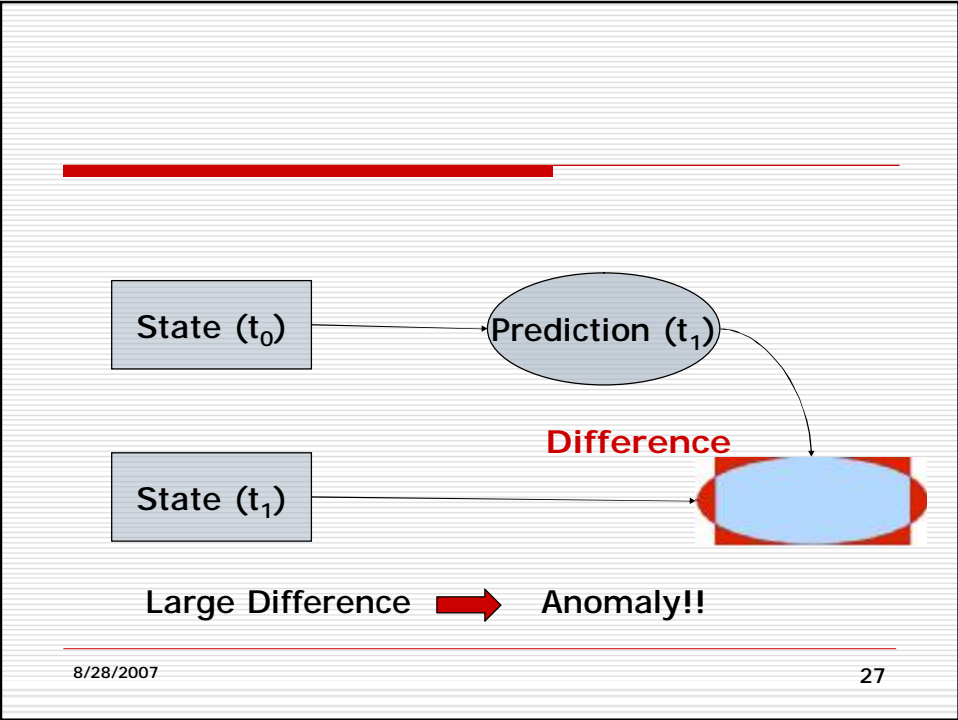 State (t₀)
Prediction (t₁)
Difference
State (t₁)
Large Difference
Anomaly!!
8/28/2007
27